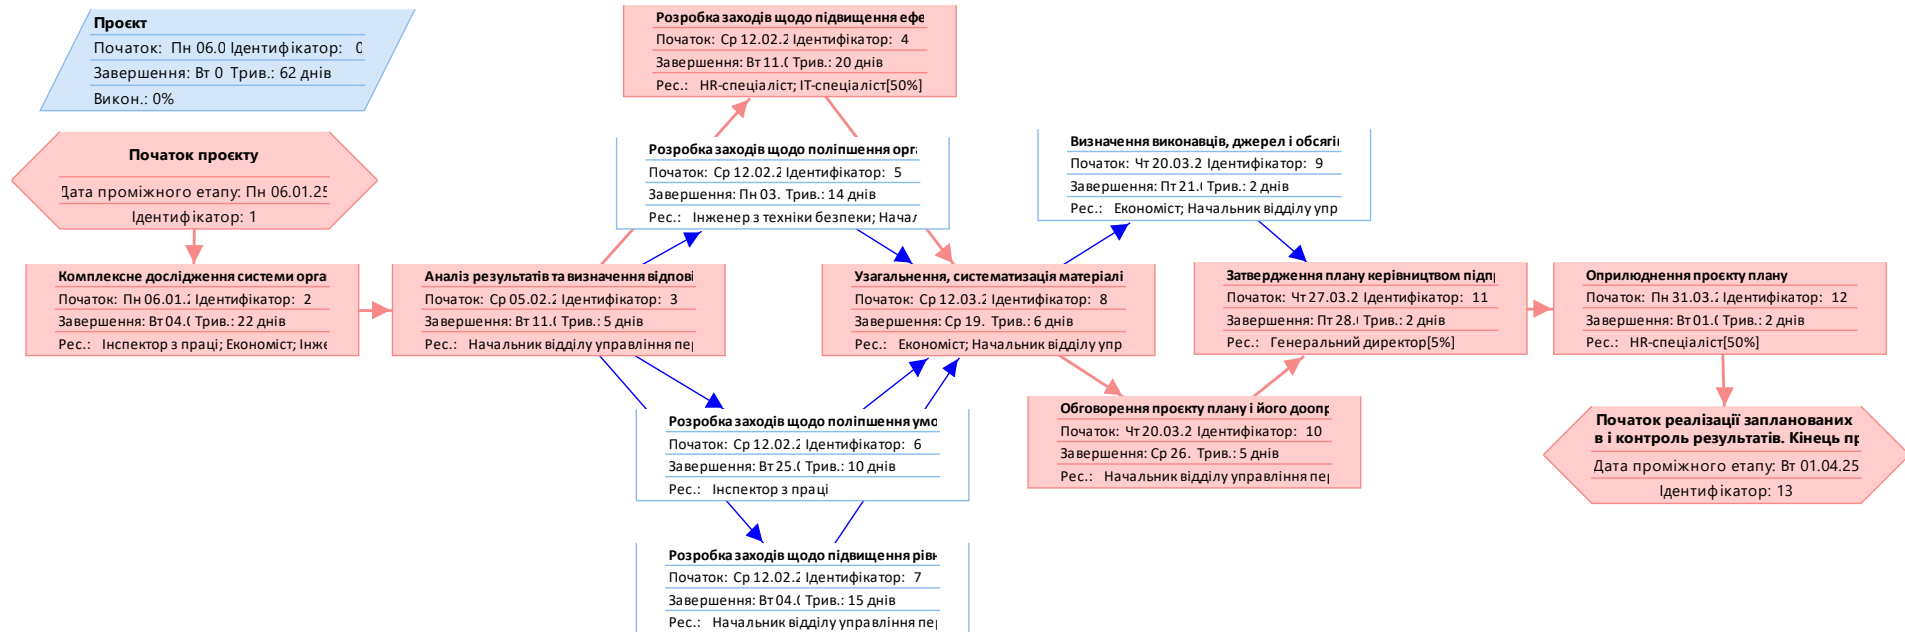 Проєкт
Початок: Пн 06.0 Ідентифікатор: 0
Завершення: Вт 0 Трив.: 62 днів
Викон.: 0%
Початок проєкту
Дата проміжного етапу: Пн 06.01.25
Ідентифікатор: 1
Комплексне дослідження системи орга
Початок: Пн 06.01.2 Ідентифікатор: 2
Завершення: Вт 04.0 Трив.: 22 днів
Рес.: Інспектор з праці; Економіст; Інже
Аналіз результатів та визначення відпові
Початок: Ср 05.02.2 Ідентифікатор: 3
Завершення: Вт 11.0 Трив.: 5 днів
Рес.: Начальник відділу управління пе
Розробка заходів щодо підвищення ефе
Початок: Ср 12.02.2 Ідентифікатор: 4
Завершення: Вт 11.0 Трив.: 20 днів
Рес.: HR-спеціаліст; ІТ-спеціаліст[50%]
Розробка заходів щодо поліпшення орга
Початок: Ср 12.02.2 Ідентифікатор: 5
Завершення: Пн 03. Трив.: 14 днів
Рес.: Інженер з техніки безпеки; Начал
Розробка заходів щодо поліпшення умо
Початок: Ср 12.02.2 Ідентифікатор: 6
Завершення: Вт 25.0 Трив.: 10 днів
Рес.: Інспектор з праці
Розробка заходів щодо підвищення рівн
Початок: Ср 12.02.2 Ідентифікатор: 7
Завершення: Вт 04.0 Трив.: 15 днів
Рес.: Начальник відділу управління пе
Узагальнення, систематизація матеріалі
Початок: Ср 12.03.2 Ідентифікатор: 8
Завершення: Ср 19. Трив.: 6 днів
Рес.: Економіст; Начальник відділу упр
Визначення виконавців, джерел і обсягі
Початок: Чт 20.03.2 Ідентифікатор: 9
Завершення: Пт 21.0 Трив.: 2 днів
Рес.: Економіст; Начальник відділу упр
Обговорення проєкту плану і його доопр
Початок: Чт 20.03.2 Ідентифікатор: 10
Завершення: Ср 26. Трив.: 5 днів
Рес.: Начальник відділу управління пе
Затвердження плану керівництвом підп
Початок: Чт 27.03.2 Ідентифікатор: 11
Завершення: Пт 28. Трив.: 2 днів
Рес.: Генеральний директор[5%]
Оприлюднення проєкту плану
Початок: Пн 31.03.2 Ідентифікатор: 12
Завершення: Вт 01.0 Трив.: 2 днів
Рес.: HR-спеціаліст[50%]
Початок реалізації запланованих
в і контроль результатів. Кінець пр
Дата проміжного етапу: Вт 01.04.25
Ідентифікатор: 13